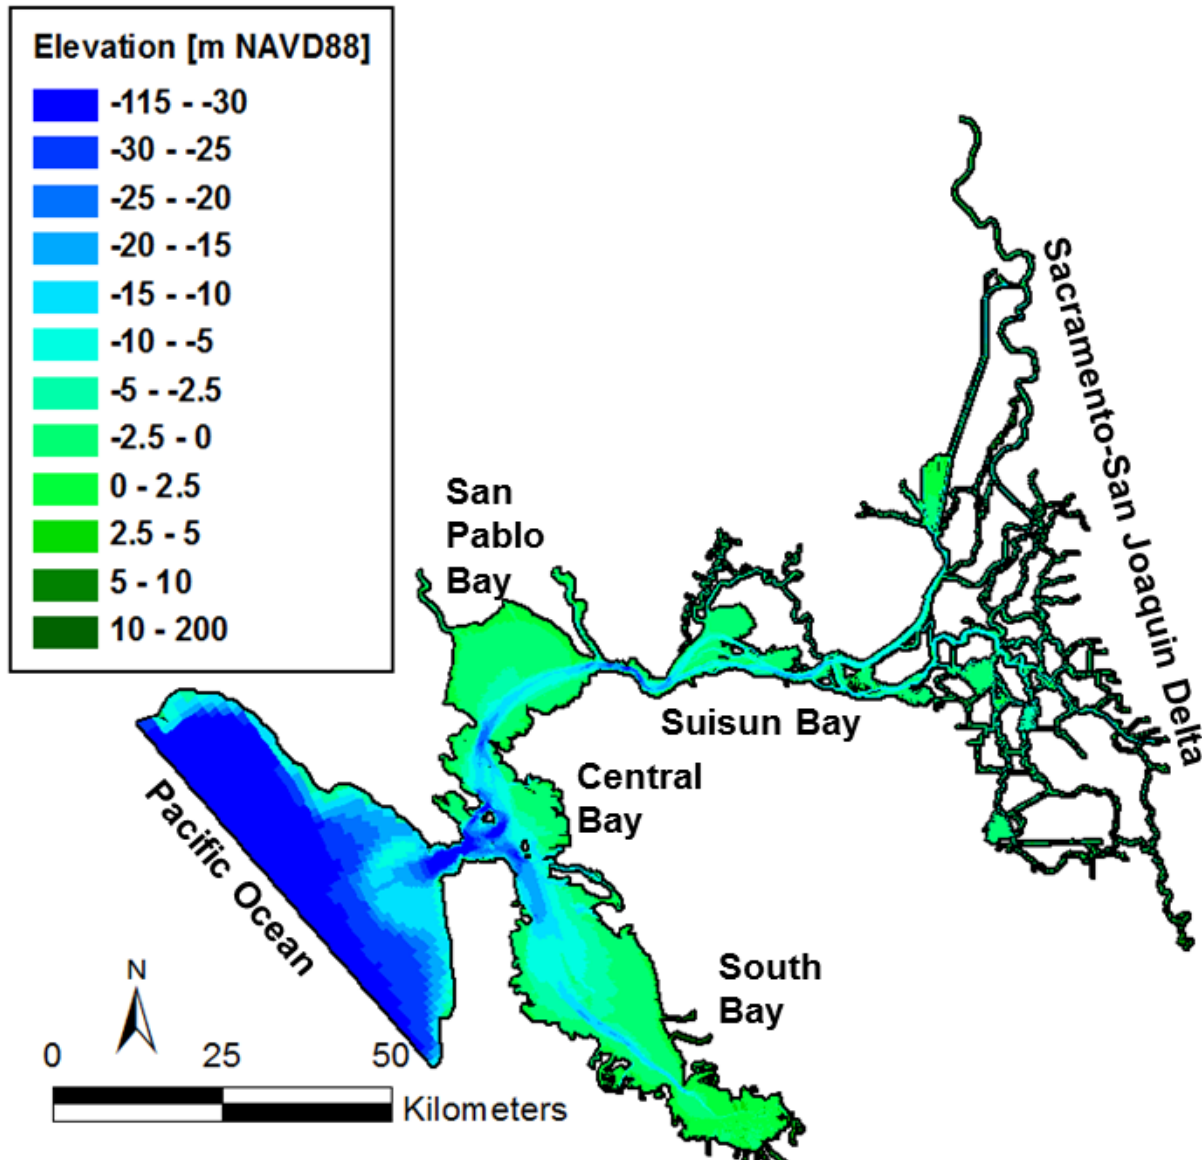 Elevation [m NAVD88]
-115 - -30
-30 - -25
-25 - -20
-20 - -15
-15 - -10
-10 - -5
-5 - -2.5
-2.5 - 0
0 - 2.5
2.5 - 5
5 - 10
10 - 200
Sacramento-San Joaquin Delta
San
Pablo
Bay
Suisun Bay
Central
Bay
Pacific Ocean
South
Bay
N
0 25 50
Kilometers